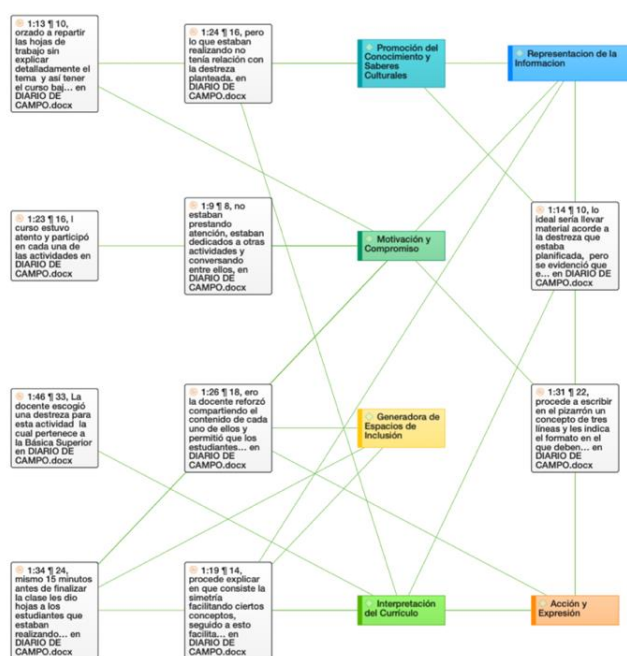 1:13 ¶ 10,
orzado a repartir
las hojas de
trabajo sin
explicar
detalladamente el
tema y así tener
el curso baj... en
DIARIO DE
CAMPO.docx
1:24 ¶ 16, pero
lo que estaban
realizando no
tenía relación con
la destreza
planteada. en
DIARIO DE
CAMPO.docx
Promoción del
Conocimiento y
Saberes
Culturales
Representacion de la
Informacion
1:23 ¶ 16, l
curso estuvo
atento y participó
en cada una de
las actividades en
DIARIO DE
CAMPO.docx
1:9 ¶ 8, no
estaban
prestando
atención, estaban
dedicados a otras
actividades y
conversando
entre ellos, en
DIARIO DE
CAMPO.docx
Motivación y
Compromiso
1:14 ¶ 10, lo
ideal sería llevar
material acorde a
la destreza que
estaba
planificada, pero
se evidenció que
e... en DIARIO DE
CAMPO.docx
1:46 ¶ 33, La
docente escogió
una destreza para
esta actividad la
cual pertenece a
la Básica Superior
en DIARIO DE
CAMPO.docx
1:26 ¶ 18, ero
la docente reforzó
compartiendo el
contenido de cada
uno de ellos y
permitió que los
estudiantes... en
DIARIO DE
CAMPO.docx
Generadora de
Espacios de
Inclusión
1:31 ¶ 22,
procede a escribir
en el pizarrón un
concepto de tres
líneas y les indica
el formato en el
que deben... en
DIARIO DE
CAMPO.docx
1:34 ¶ 24,
mismo 15 minutos
antes de finalizar
la clase les dio
hojas a los
estudiantes que
estaban
realizando... en
DIARIO DE
CAMPO.docx
1:19 ¶ 14,
procede explicar
en que consiste la
simetría
facilitando ciertos
conceptos,
seguido a esto
facilita... en
DIARIO DE
CAMPO.docx
Interpretación
del Currículo
Acción y
Expresión